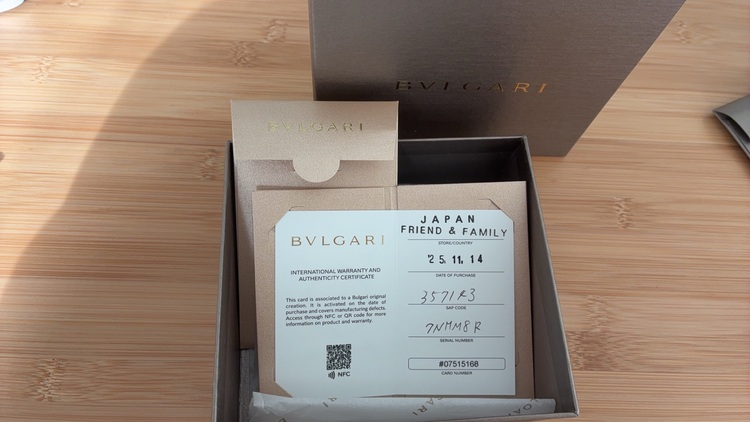 BVLGARI
BVLGARI
BVLGARI
INTERNATIONAL WARRANTY AND
AUTHENTICITY CERTIFICATE
This card is associated to a Bulgari original
creation. It is activated on the date of
purchase and covers manufacturing defects.
Access through NFC or QR code for more
information on product and warranty.
NFC
JAPAN
FRIEND & FAMILY
STORE/COUNTRY
'25. 11. 14
DATE OF PURCHASE
3571R3
SAP CODE
7NMM8R
SERIAL NUMBER
#07515168
CARD NUMBER
BVLGARI